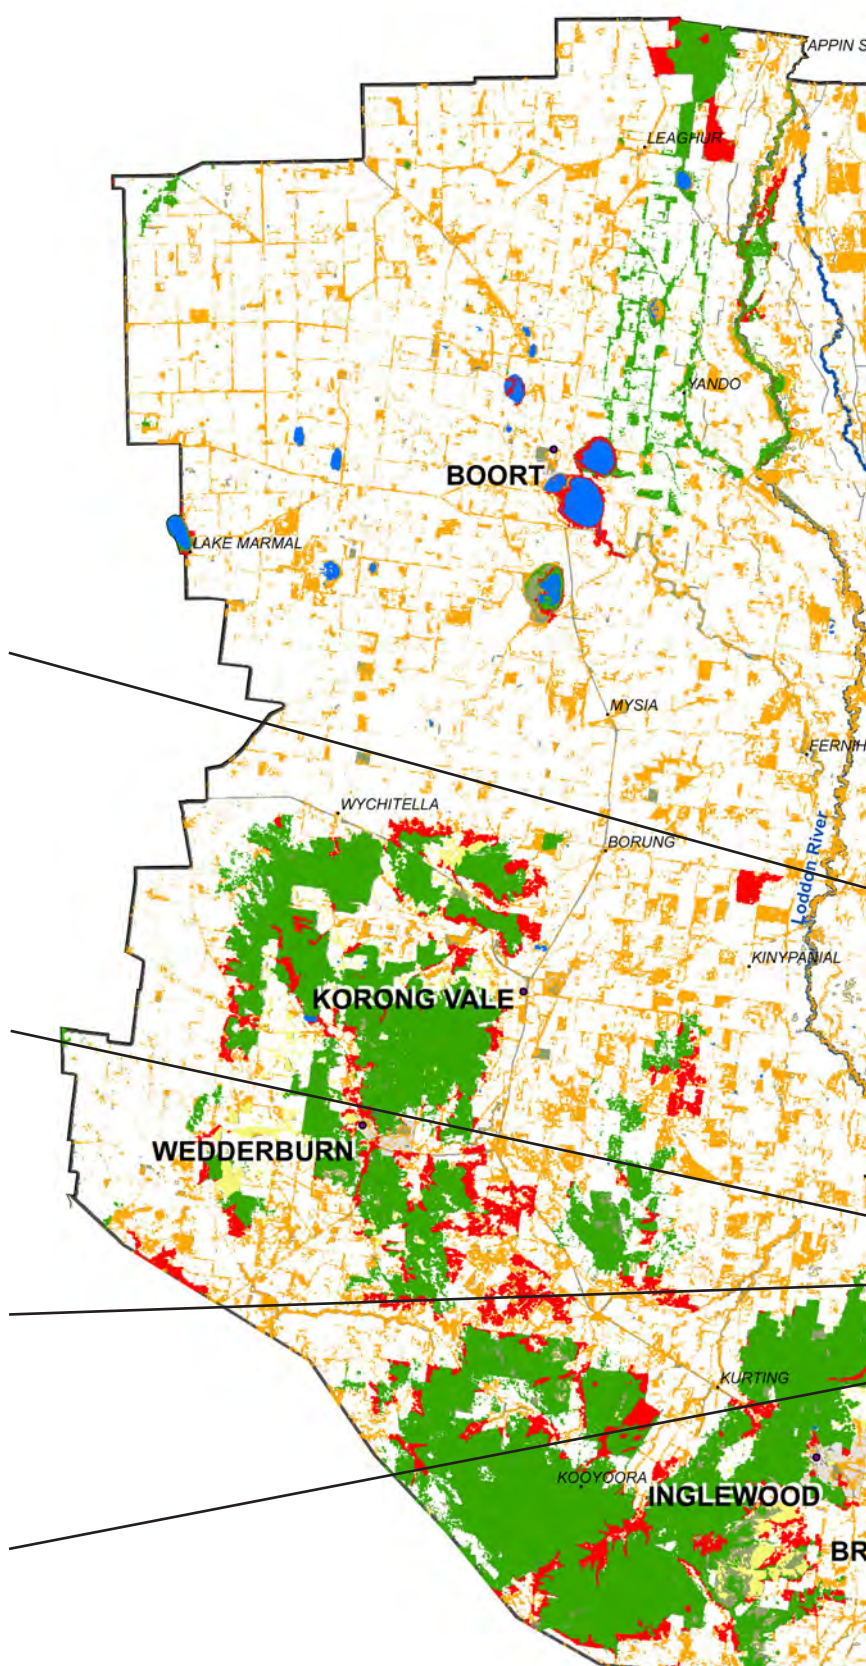 APPIN S
LEAGHUR
YANDO
BOORT
LAKE MARMAL
MYSIA
FERNIH
WYCHITELLA
BORUNG
Loddon River
KINYPANIAL
KORONG VALE
WEDDERBURN
KURTING
KOOYOORA
INGLEWOOD
BR